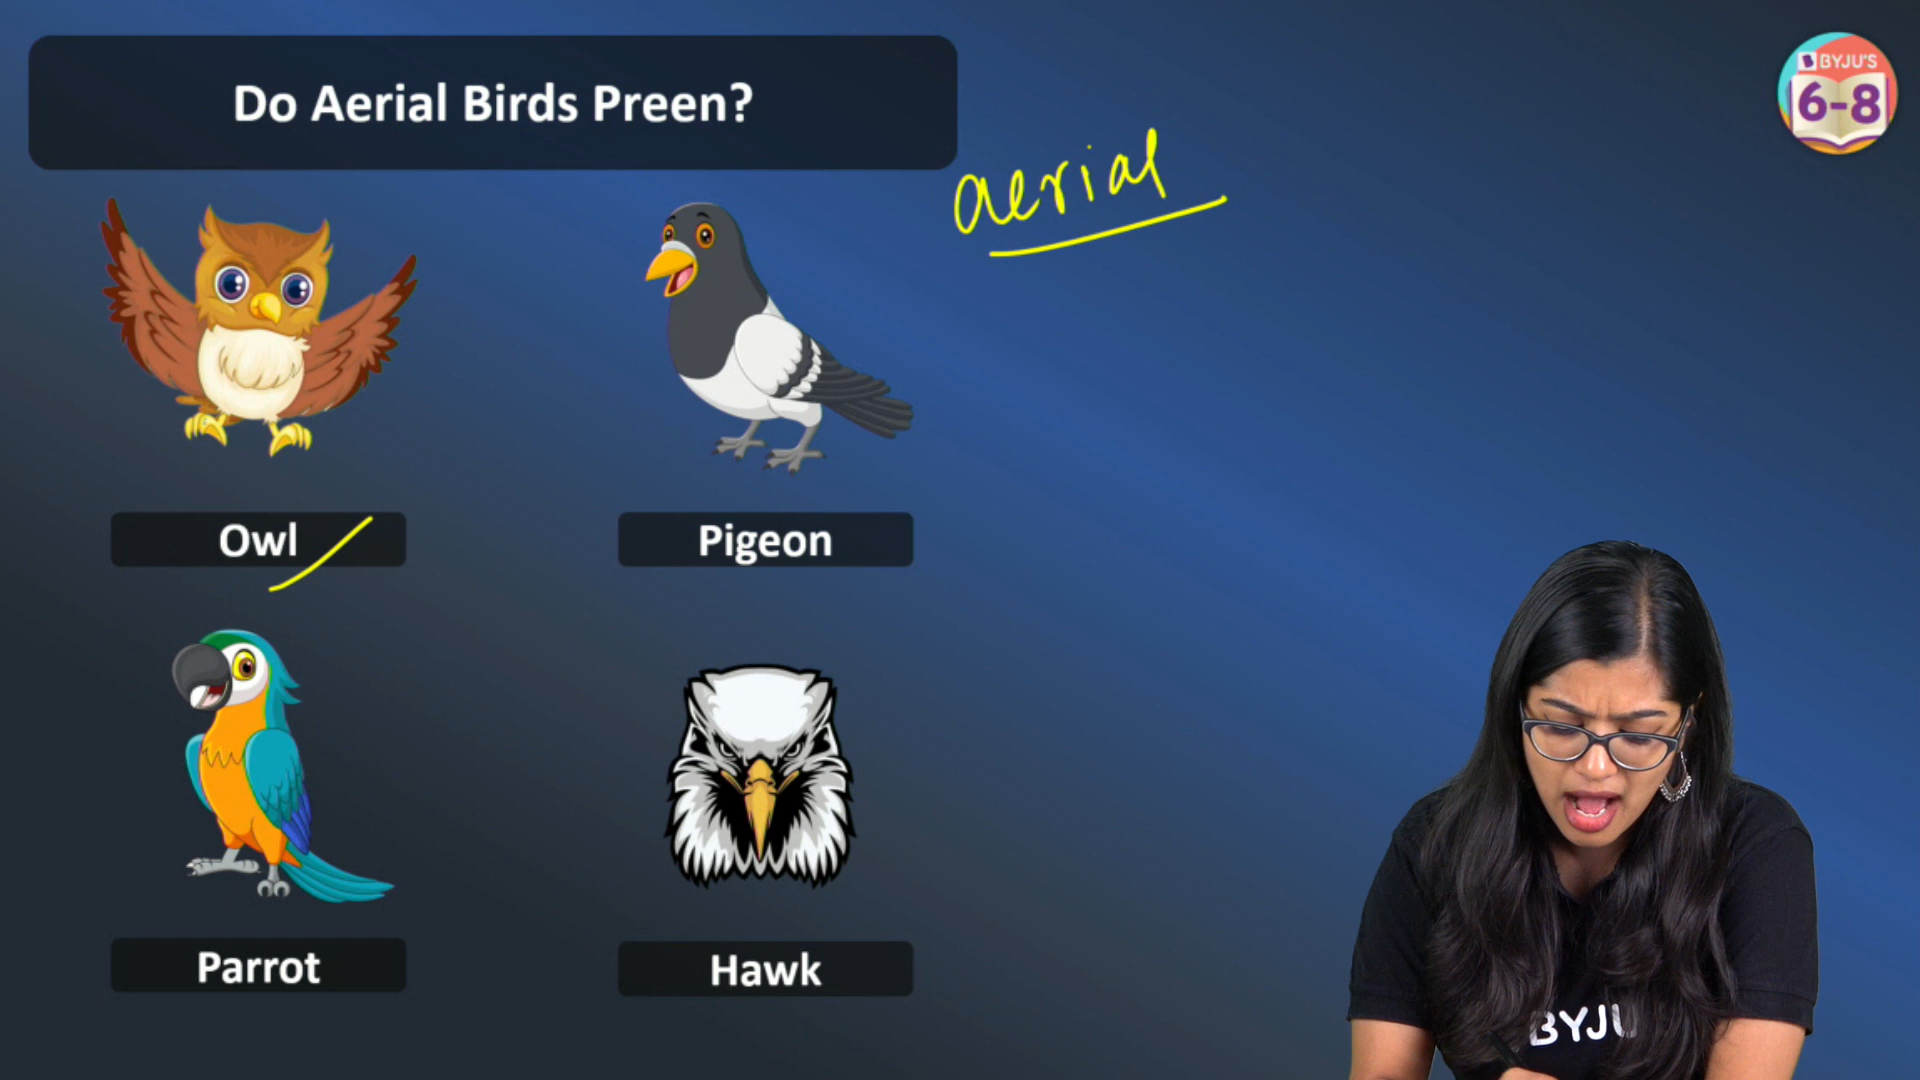 Do Aerial Birds Preen?
BYJU'S
6-8
aerial
Owl
Pigeon
Parrot
Hawk
BYJU